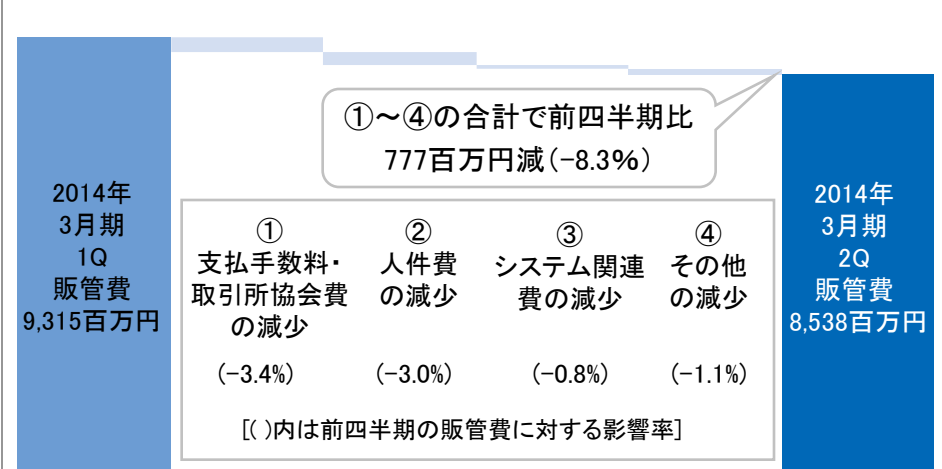 ①～④の合計で前四半期比
777百万円減（-8.3％）
2014年
3月期
1Q
販管費
9,315百万円
①
支払手数料・
取引所協会費
の減少
（-3.4%）
②
人件費
の減少
（-3.0%）
③
システム関連
費の減少
（-0.8%）
④
その他
の減少
（-1.1%）
[( )内は前四半期の販管費に対する影響率]
2014年
3月期
2Q
販管費
8,538百万円